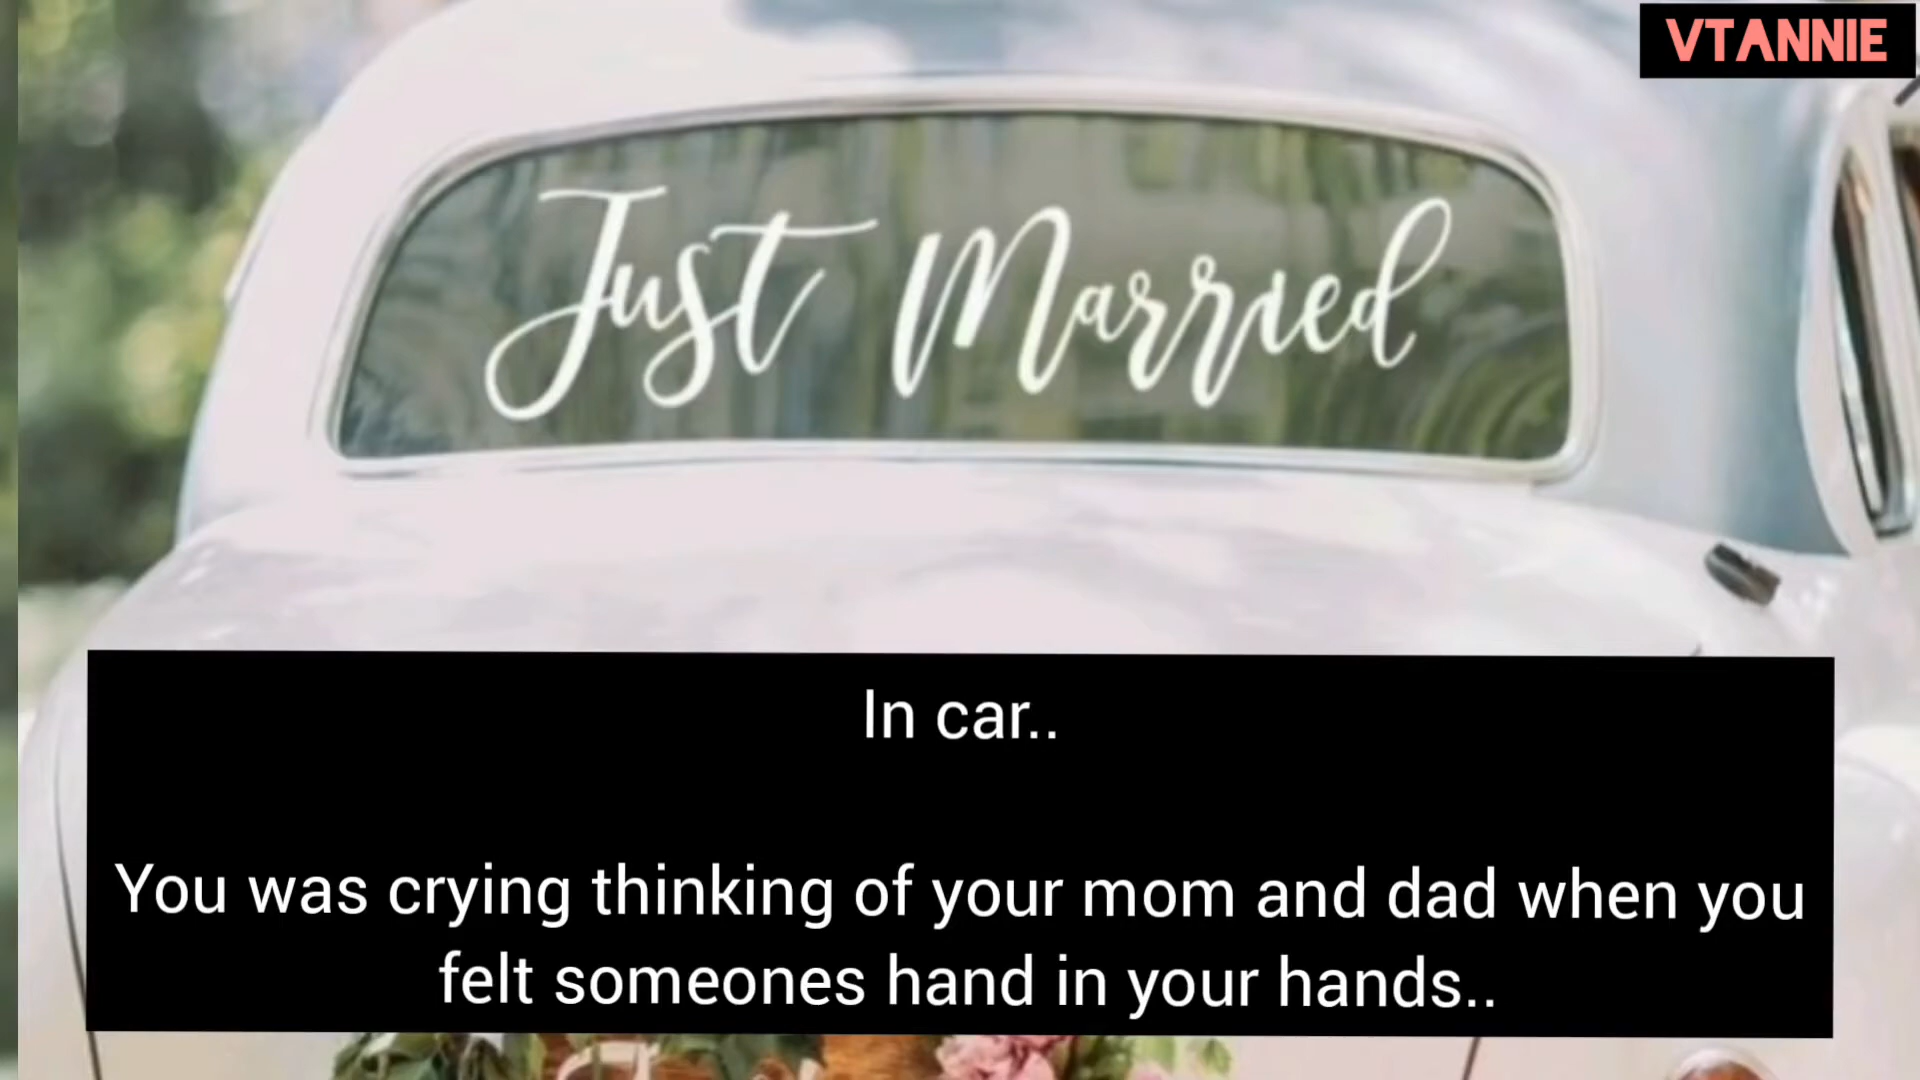 VTANNIE
Just Married
In car..
You was crying thinking of your mom and dad when you
felt someones hand in your hands..